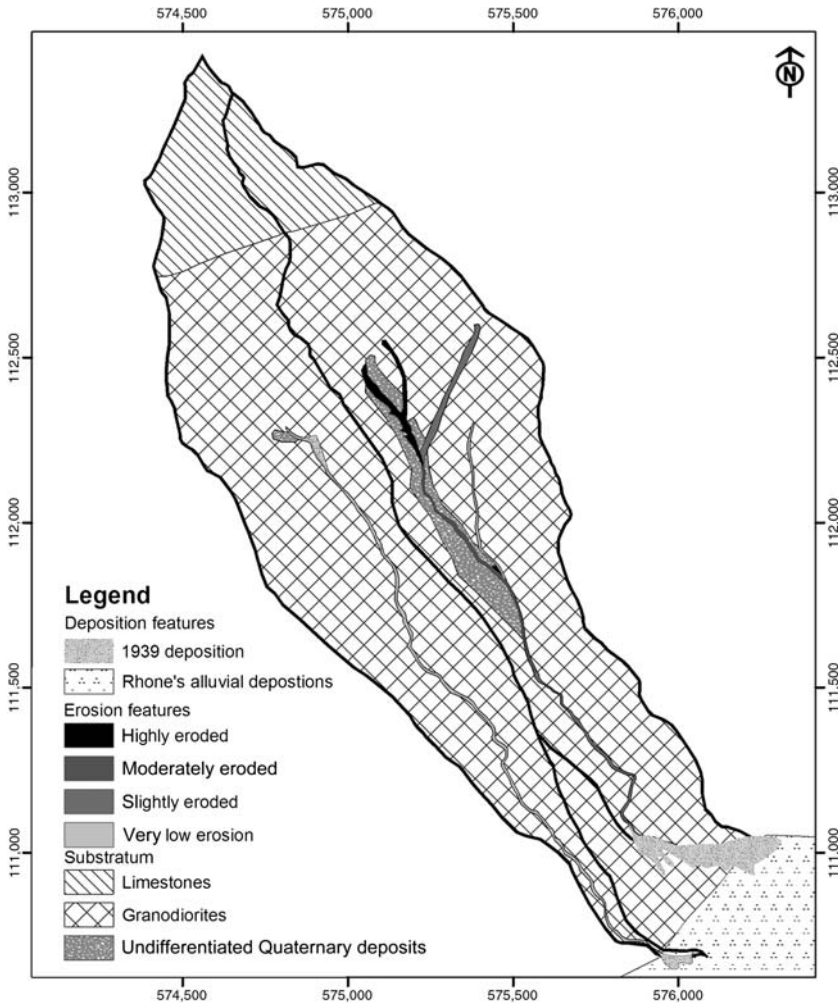 574,500 575,000 575,500 576,000
N
113,000 113,000
112,500 112,500
112,000 112,000
Legend
Deposition features
1939 deposition
Rhone's alluvial depostions
111,500 111,500
Erosion features
Highly eroded
Moderately eroded
Slightly eroded
Very low erosion
111,000 111,000
Substratum
Limestones
Granodiorites
Undifferentiated Quaternary deposits
574,500 575,000 575,500 576,000